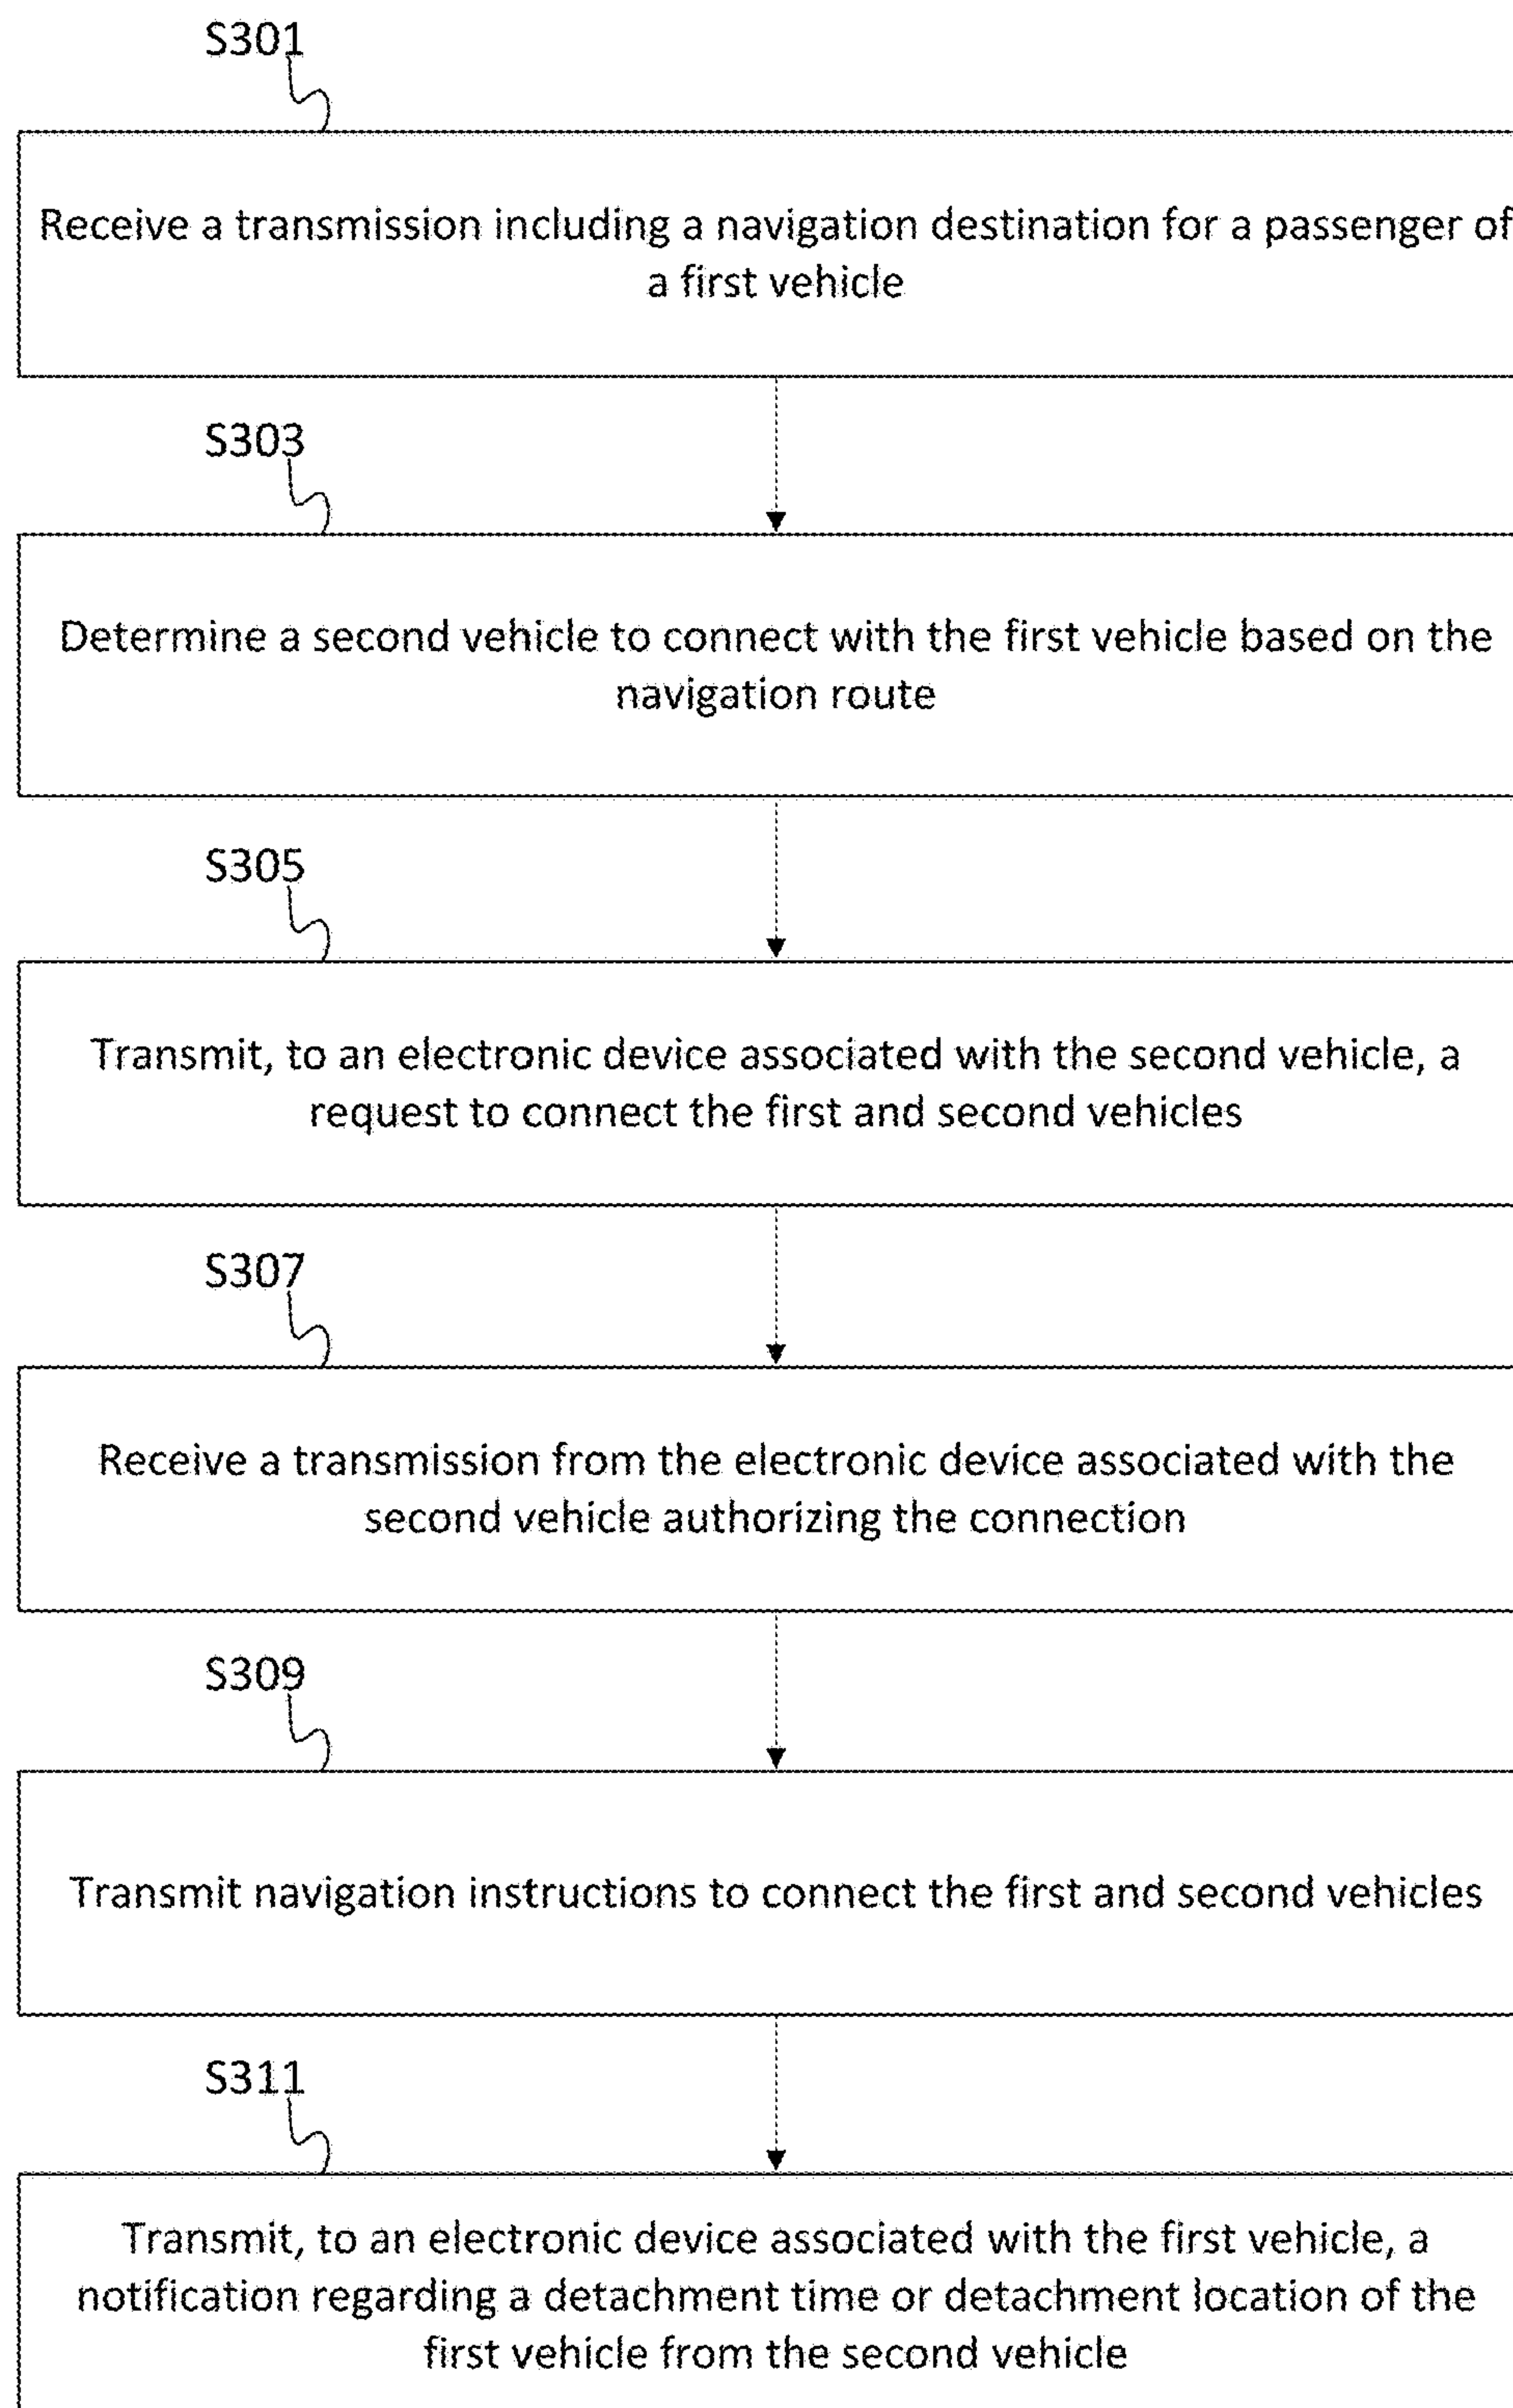 S301
Receive a transmission including a navigation destination for a passenger of
a first vehicle
S303
Determine a second vehicle to connect with the first vehicle based on the
navigation route
S305
Transmit, to an electronic device associated with the second vehicle, a
request to connect the first and second vehicles
S307
Receive a transmission from the electronic device associated with the
second vehicle authorizing the connection
S309
Transmit navigation instructions to connect the first and second vehicles
S311
Transmit, to an electronic device associated with the first vehicle, a
notification regarding a detachment time or detachment location of the
first vehicle from the second vehicle